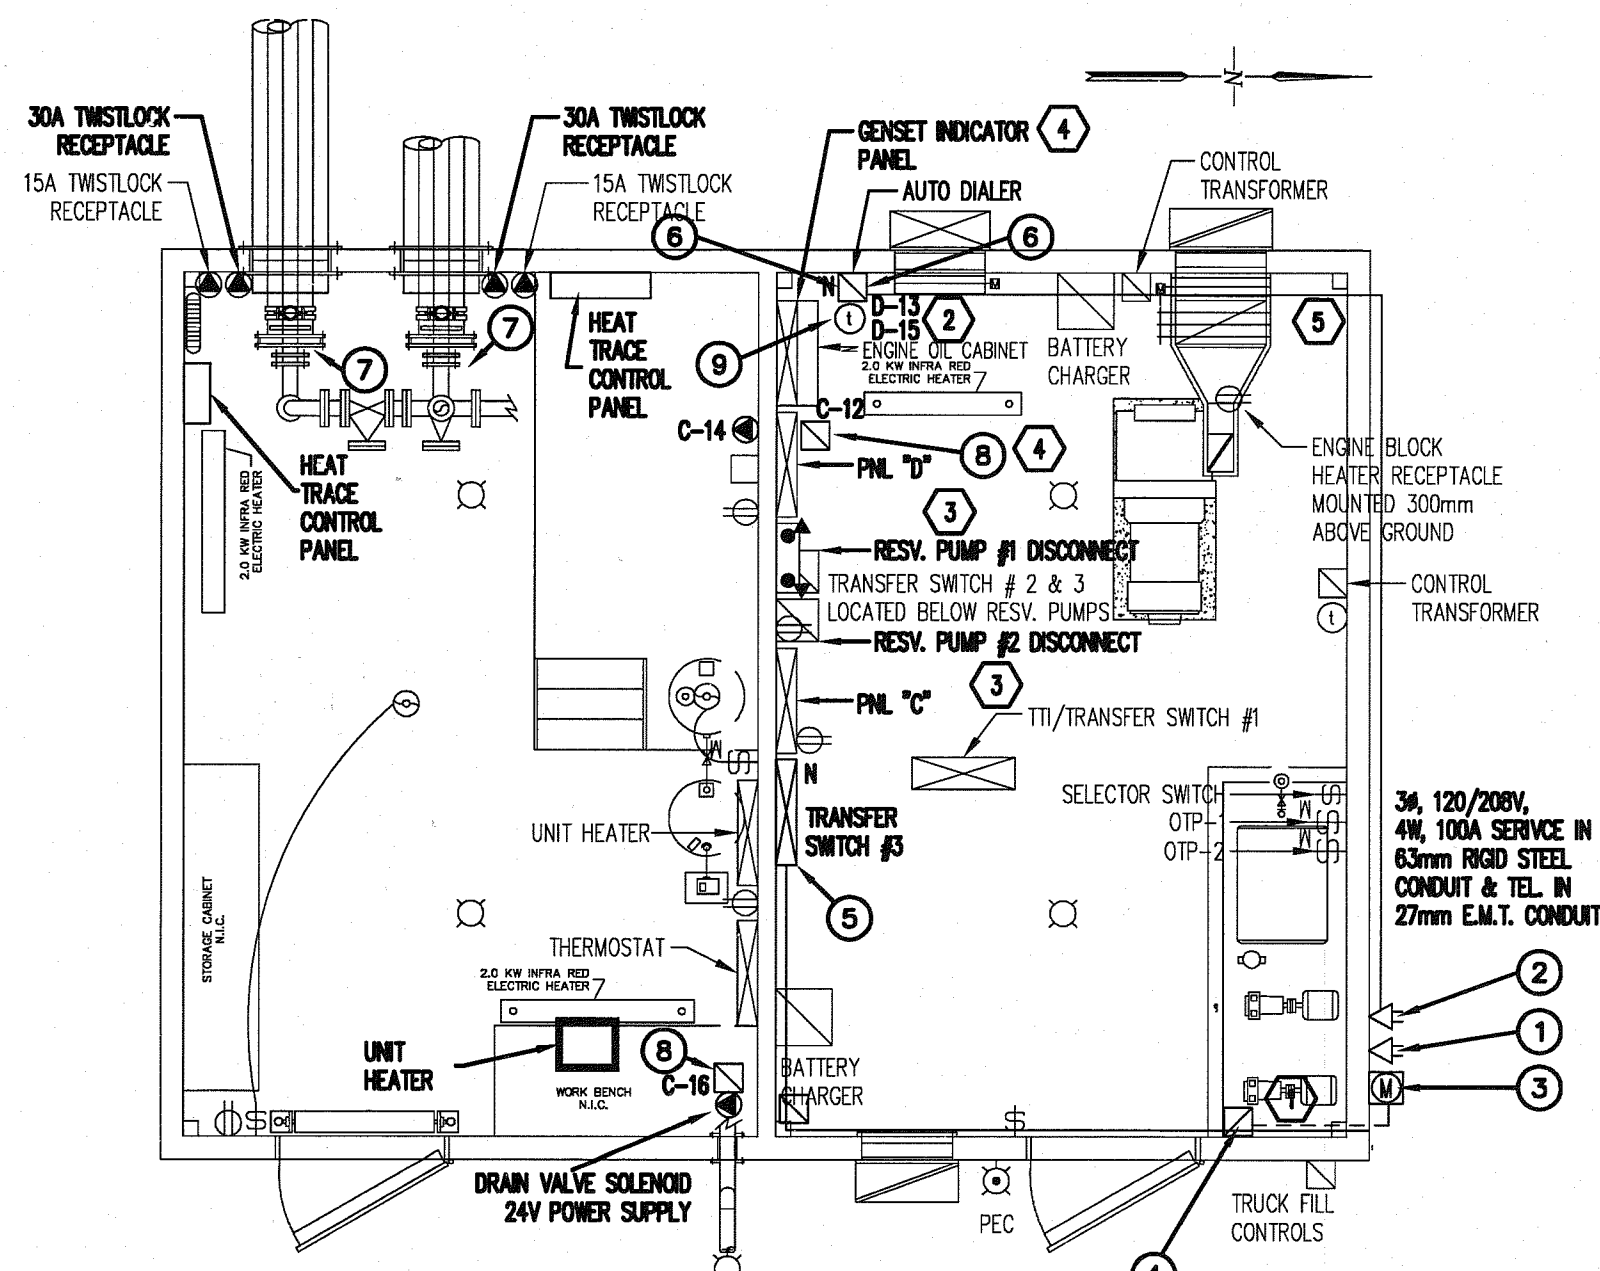 N
30A TWISTLOCK
RECEPTACLE
15A TWISTLOCK
RECEPTACLE
30A TWISTLOCK
RECEPTACLE
15A TWISTLOCK
RECEPTACLE
GENSET INDICATOR
PANEL
4
AUTO DIALER
CONTROL
TRANSFORMER
6
6
N
M
M
t
D-13
D-15
2
5
7
7
9
HEAT
TRACE
CONTROL
PANEL
ENGINE OIL CABINET
2.0 KW INFRA RED
ELECTRIC HEATER
BATTERY
CHARGER
C-12
C-14
8
4
PNL "D"
ENGINE BLOCK
HEATER RECEPTACLE
MOUNTED 300mm
ABOVE GROUND
HEAT
TRACE
CONTROL
PANEL
2.0 KW INFRA RED
ELECTRIC HEATER
3
RESV. PUMP #1 DISCONNECT
TRANSFER SWITCH # 2 & 3
LOCATED BELOW RESV. PUMPS
RESV. PUMP #2 DISCONNECT
CONTROL
TRANSFORMER
t
3
PNL "C"
TTI/TRANSFER SWITCH #1
M
N
TRANSFER
SWITCH #3
SELECTOR SWITCH
OTP-1
M
OTP-2
M
3ø, 120/208V,
4W, 100A SERIVCE IN
63mm RIGID STEEL
CONDUIT & TEL. IN
27mm E.M.T. CONDUIT
UNIT HEATER
5
STORAGE CABINET
N.I.C.
THERMOSTAT
2.0 KW INFRA RED
ELECTRIC HEATER
2
1
3
M
UNIT
HEATER
8
C-16
WORK BENCH
N.I.C.
BATTERY
CHARGER
1
DRAIN VALVE SOLENOID
24V POWER SUPPLY
PEC
TRUCK FILL
CONTROLS